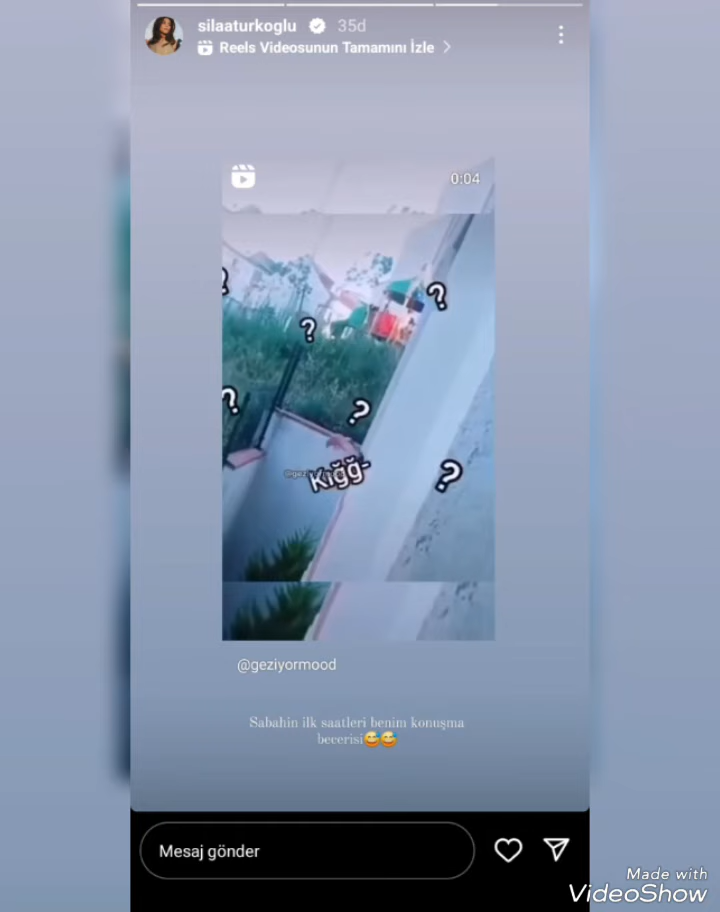 silaaturkoglu 35d
Reels Videosunun Tamamını İzle
0:04
?
?
?
?
?
?
Kığğ-
@geziyormood
Sabahin ilk saatleri benim konuşma
becerisi😅😅
Mesaj gönder
Made with
VideoShow